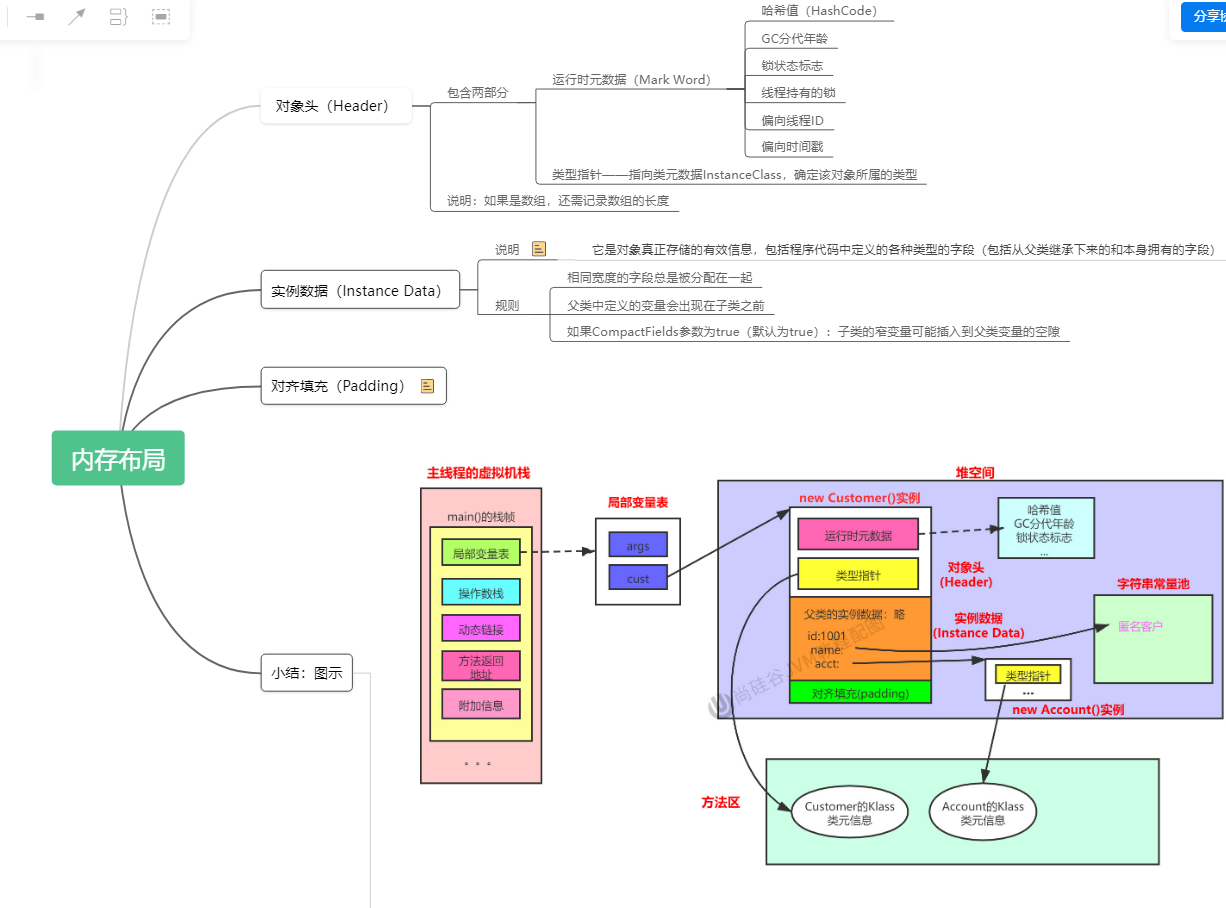 分享协
哈希值（HashCode）
GC分代年龄
锁状态标志
线程持有的锁
偏向线程ID
偏向时间戳
运行时元数据（Mark Word）
包含两部分
对象头（Header）
类型指针——指向类元数据InstanceClass，确定该对象所属的类型
说明：如果是数组，还需记录数组的长度
说明
它是对象真正存储的有效信息，包括程序代码中定义的各种类型的字段（包括从父类继承下来的和本身拥有的字段）
实例数据（Instance Data）
规则
相同宽度的字段总是被分配在一起
父类中定义的变量会出现在子类之前
如果CompactFields参数为true（默认为true）：子类的窄变量可能插入到父类变量的空隙
对齐填充（Padding）
内存布局
小结：图示
主线程的虚拟机栈
main()的栈帧
局部变量表
操作数栈
动态链接
方法返回
地址
附加信息
。。。
局部变量表
args
cust
堆空间
new Customer()实例
运行时元数据
类型指针
对象头
(Header)
哈希值
GC分代年龄
锁状态标志
...
父类的实例数据：略
id:1001
name:
acct:
实例数据
(Instance Data)
对齐填充(padding)
字符串常量池
匿名客户
类型指针
...
new Account()实例
尚硅谷JVM教程配图
方法区
Customer的Klass
类元信息
Account的Klass
类元信息